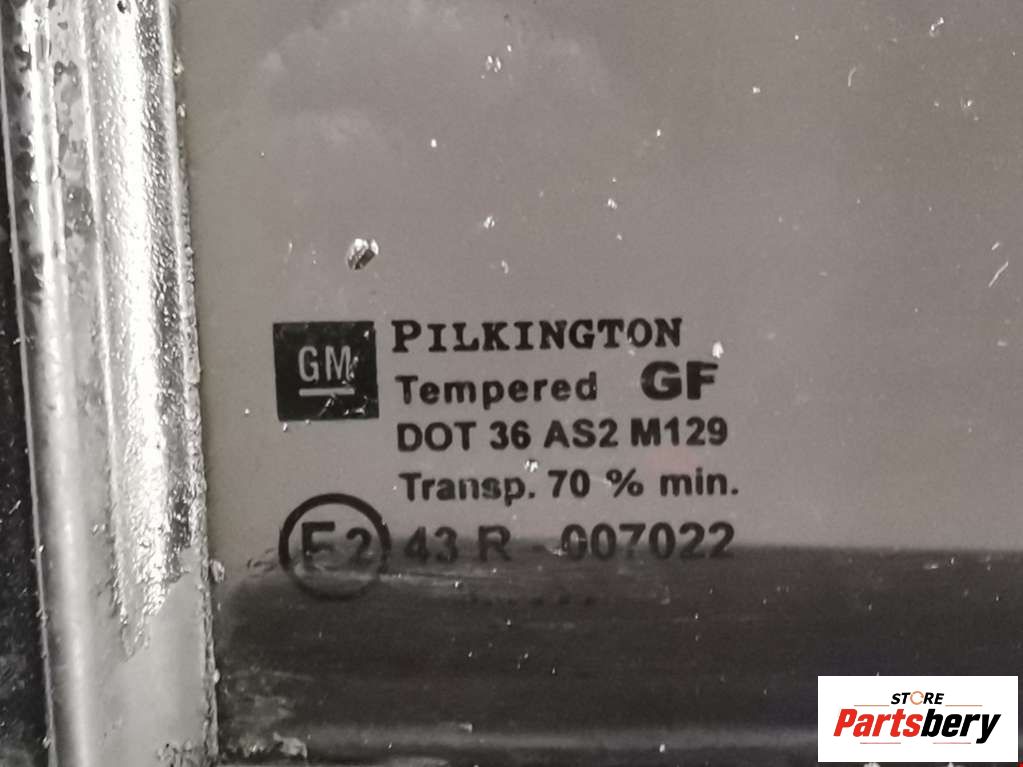 GM
PILKINGTON
Tempered GF
DOT 36 AS2 M129
Transp. 70 % min.
E2 43 R - 007022
STORE
Partsbery